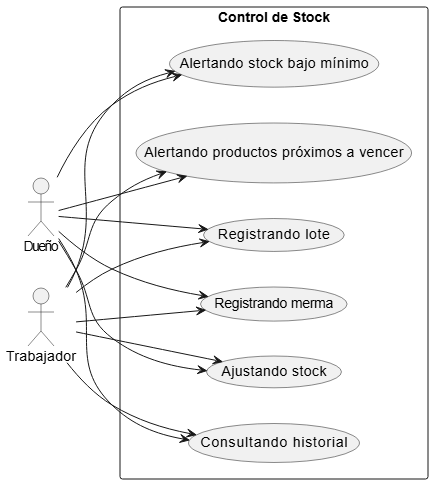 Control de Stock
Alertando stock bajo mínimo
Alertando productos próximos a vencer
Dueño
Registrando lote
Registrando merma
Trabajador
Ajustando stock
Consultando historial